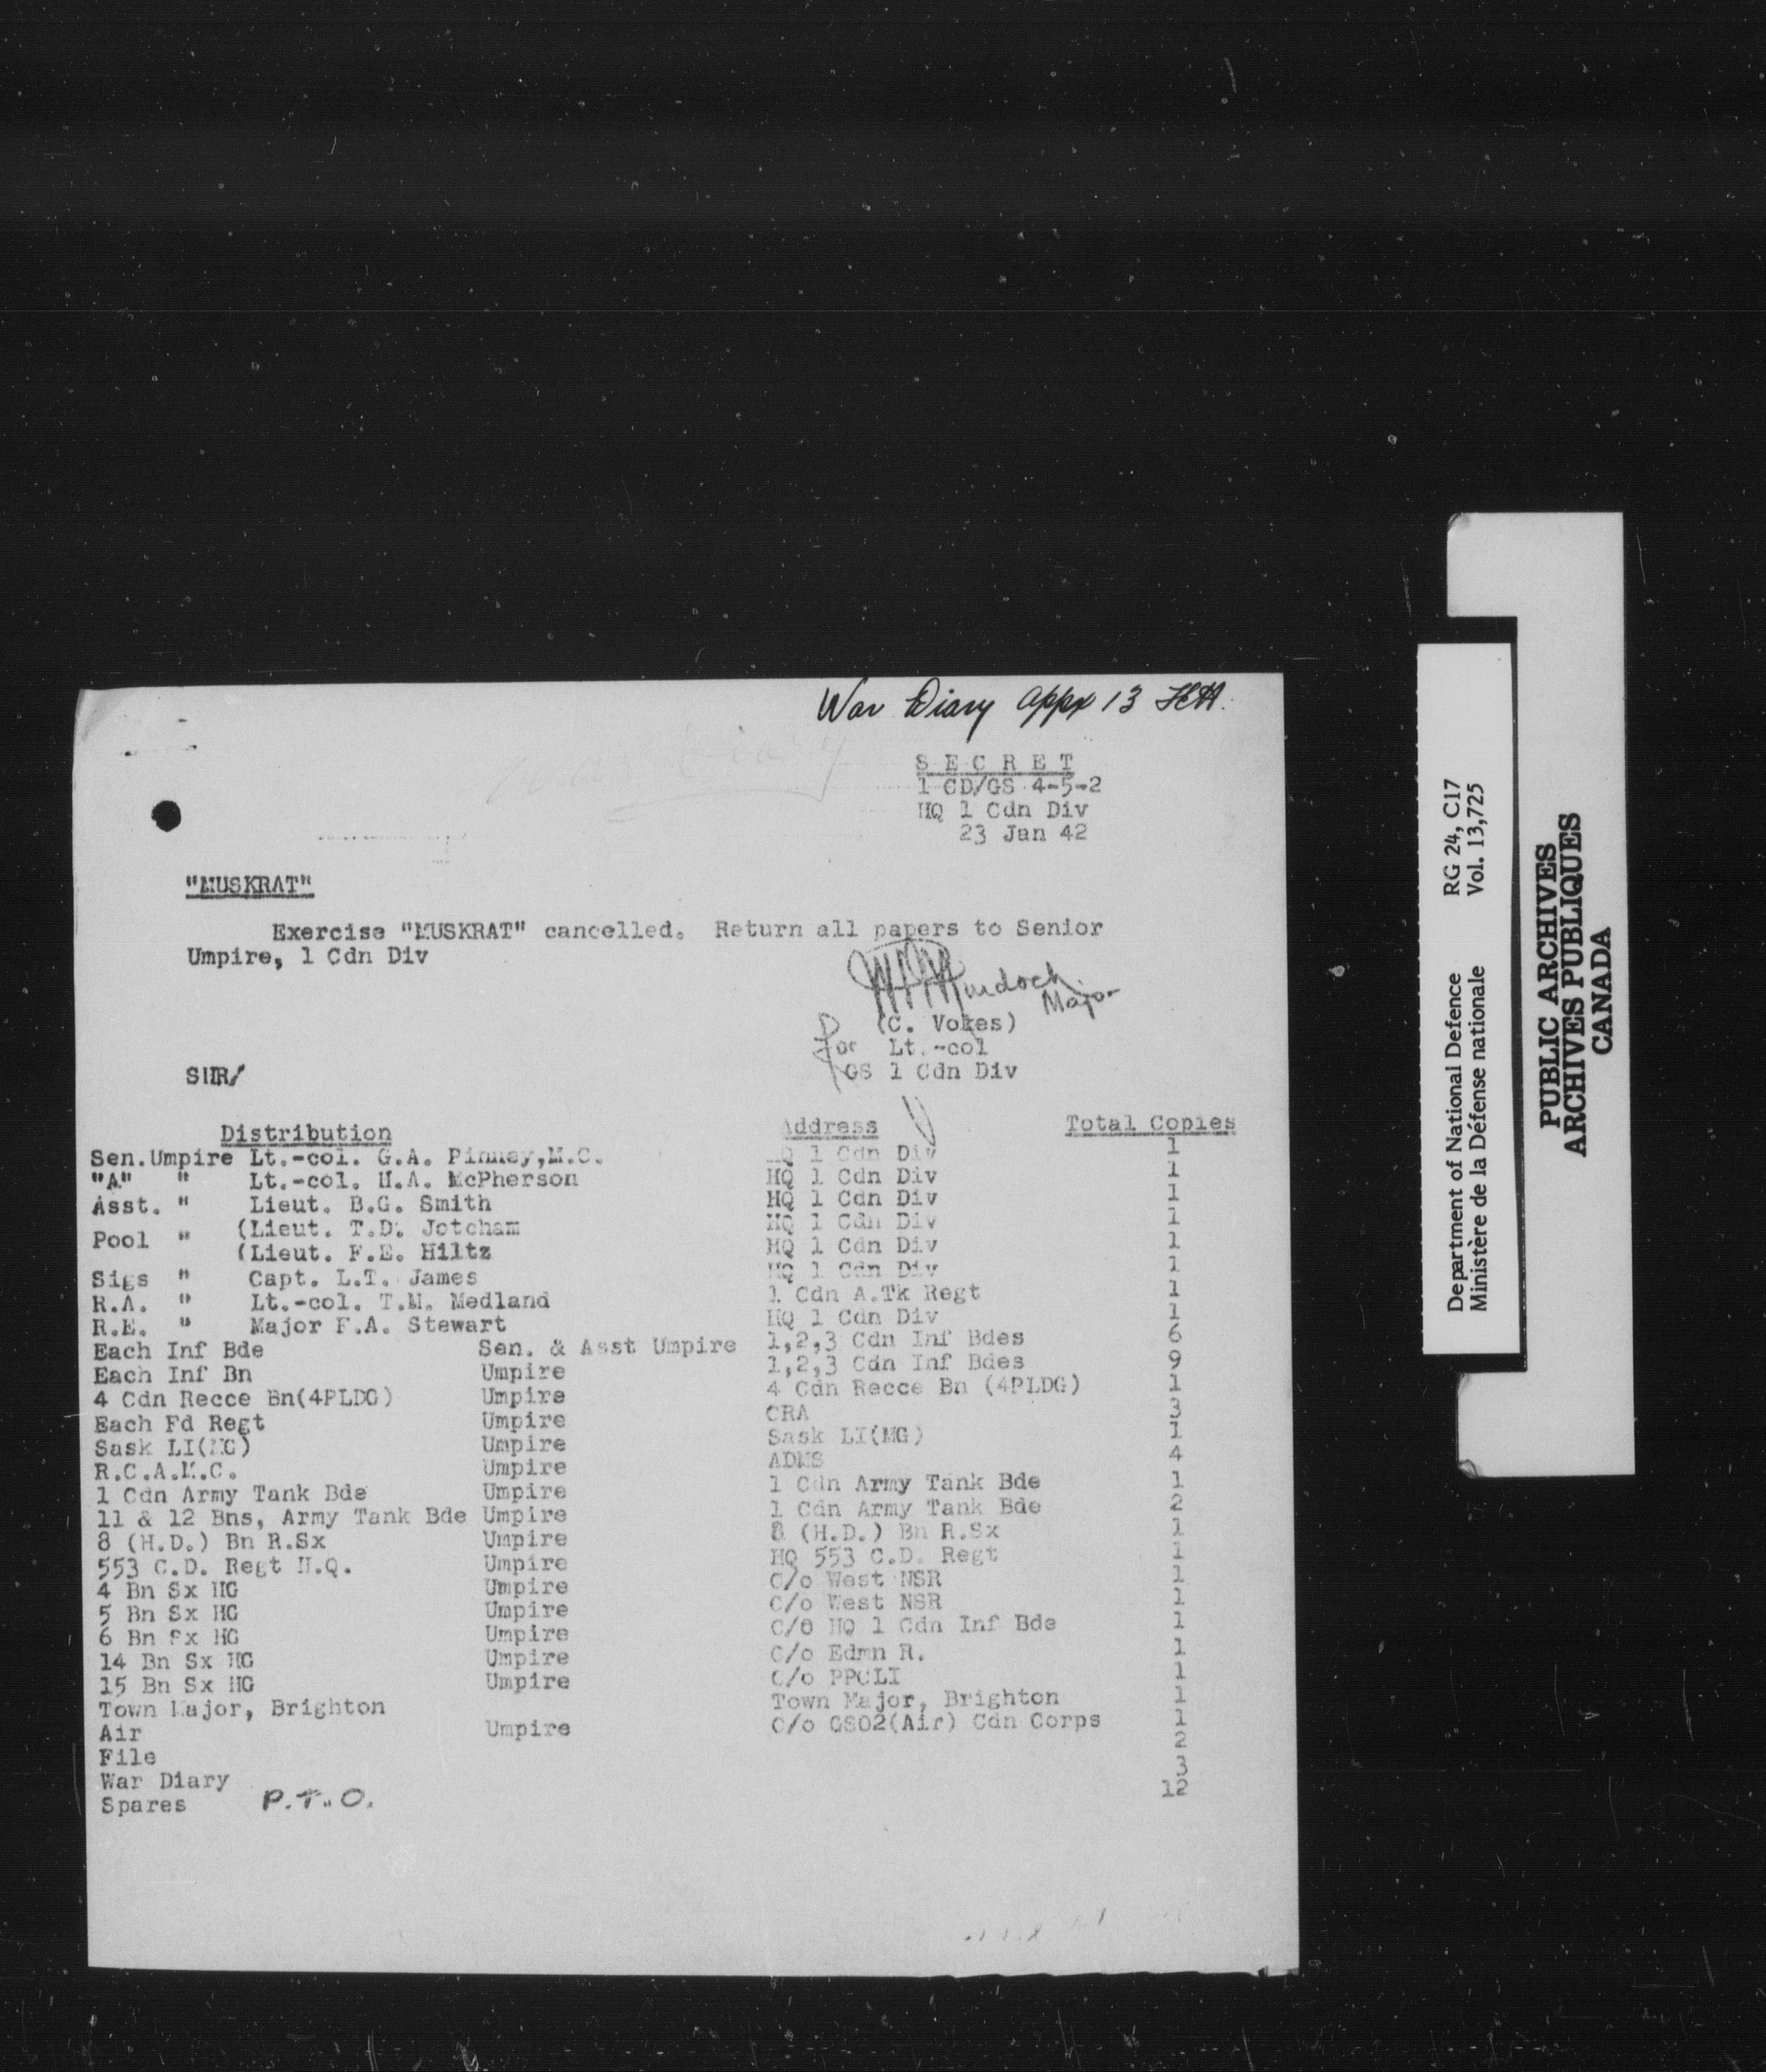 War Diary Appx 13
SECRET
1 CD/GS 4-5-2
HQ 1 Cdn Div
23 Jan 42
"MUSKRAT"
Exercise "MUSKRAT" cancelled. Return all papers to Senior
Umpire, 1 Cdn Div
Murdoch
Major
(C. Vokes)
For Lt.-col
GS 1 Cdn Div
SHR/
Distribution Address Total Copies
Sen.Umpire Lt.-col. G.A. Pinney,M.C. HQ 1 Cdn Div 1
"A" " Lt.-col. H.A. McPherson HQ 1 Cdn Div 1
Asst. " Lieut. B.G. Smith HQ 1 Cdn Div 1
Pool " (Lieut. T.D. Jotcham HQ 1 Cdn Div 1
(Lieut. F.E. Hiltz HQ 1 Cdn Div 1
Sigs " Capt. L.T. James HQ 1 Cdn Div 1
R.A. " Lt.-col. T.M. Medland 1 Cdn A.Tk Regt 1
R.E. " Major F.A. Stewart HQ 1 Cdn Div 1
Each Inf Bde Sen. & Asst Umpire 1,2,3 Cdn Inf Bdes 6
Each Inf Bn Umpire 1,2,3 Cdn Inf Bdes 9
4 Cdn Recce Bn(4PLDG) Umpire 4 Cdn Recce Bn (4PLDG) 1
Each Fd Regt Umpire CRA 3
Sask LI(MG) Umpire Sask LI(MG) 1
R.C.A.M.C. Umpire ADMS 4
1 Cdn Army Tank Bde Umpire 1 Cdn Army Tank Bde 1
11 & 12 Bns, Army Tank Bde Umpire 1 Cdn Army Tank Bde 2
8 (H.D.) Bn R.Sx Umpire 8 (H.D.) Bn R.Sx 1
553 C.D. Regt H.Q. Umpire HQ 553 C.D. Regt 1
4 Bn Sx HG Umpire C/o West NSR 1
5 Bn Sx HG Umpire C/o West NSR 1
6 Bn Sx HG Umpire C/o HQ 1 Cdn Inf Bde 1
14 Bn Sx HG Umpire C/o Edmn R. 1
15 Bn Sx HG Umpire C/o PPCLI 1
Town Major, Brighton Town Major, Brighton 1
Air Umpire C/o GSO2(Air) Cdn Corps 1
File 2
War Diary 3
Spares P.T.O. 12
Department of National Defence RG 24, C17
Ministère de la Défense nationale Vol. 13,725
PUBLIC ARCHIVES
ARCHIVES PUBLIQUES
CANADA